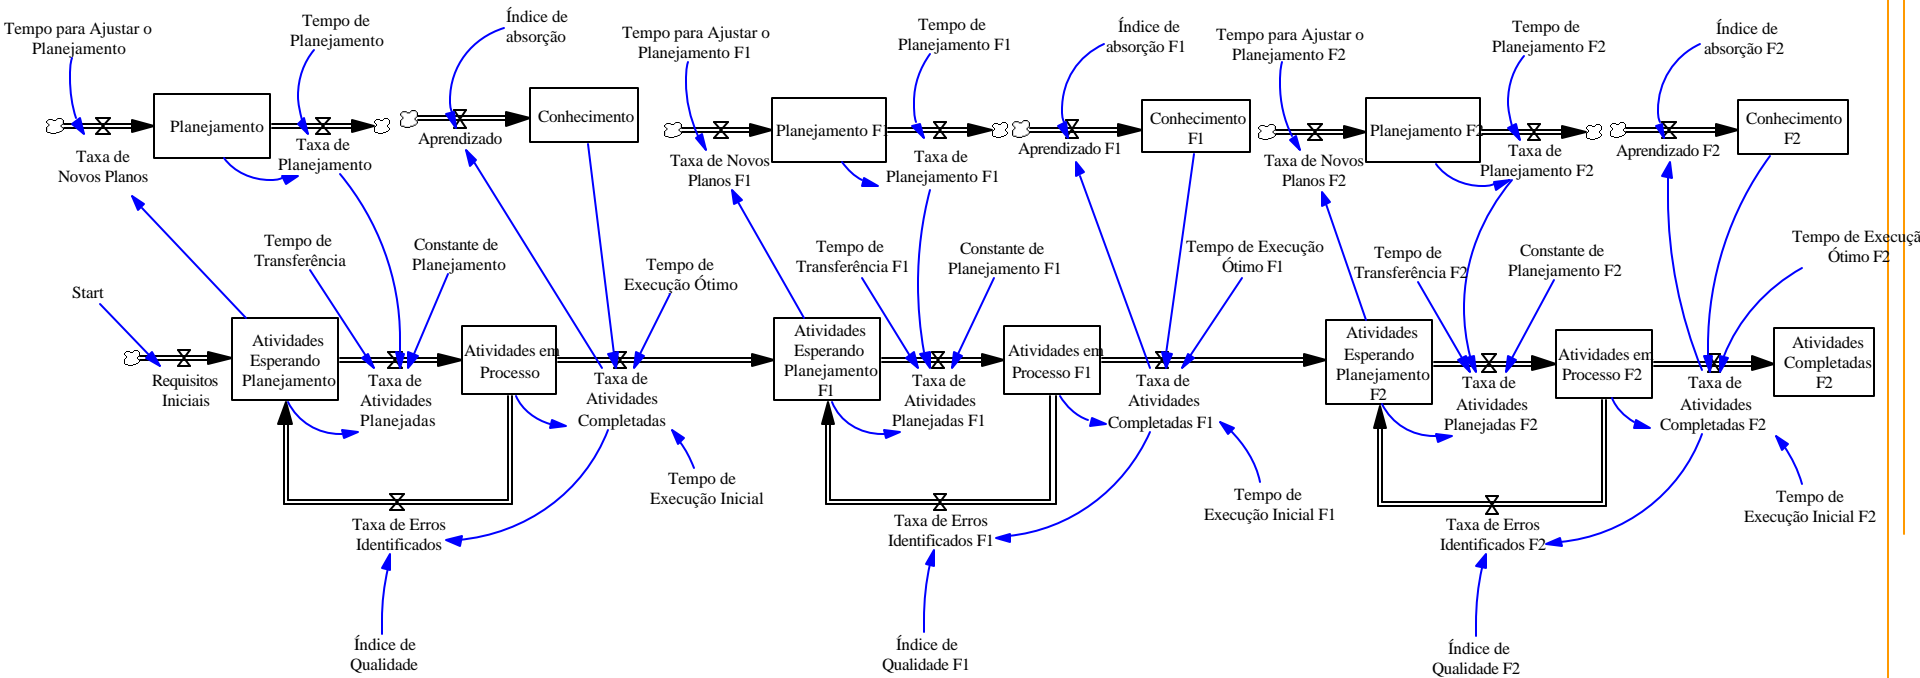 Tempo para Ajustar o
Planejamento
Tempo de
Planejamento
Índice de
absorção
Planejamento
Conhecimento
Aprendizado
Taxa de
Novos Planos
Taxa de
Planejamento
Tempo de
Transferência
Constante de
Planejamento
Tempo de
Execução Ótimo
Start
Requisitos
Iniciais
Atividades
Esperando
Planejamento
Taxa de
Atividades
Planejadas
Atividades em
Processo
Taxa de
Atividades
Completadas
Tempo de
Execução Inicial
Taxa de Erros
Identificados
Índice de
Qualidade
Tempo para Ajustar o
Planejamento F1
Tempo de
Planejamento F1
Índice de
absorção F1
Planejamento F1
Conhecimento
F1
Aprendizado F1
Taxa de Novos
Planos F1
Taxa de
Planejamento F1
Tempo de
Transferência F1
Constante de
Planejamento F1
Tempo de Execução
Ótimo F1
Atividades
Esperando
Planejamento
F1
Taxa de
Atividades
Planejadas F1
Atividades em
Processo F1
Taxa de
Atividades
Completadas F1
Tempo de
Execução Inicial F1
Taxa de Erros
Identificados F1
Índice de
Qualidade F1
Tempo para Ajustar o
Planejamento F2
Tempo de
Planejamento F2
Índice de
absorção F2
Planejamento F2
Conhecimento
F2
Aprendizado F2
Taxa de Novos
Planos F2
Taxa de
Planejamento F2
Tempo de
Transferência F2
Constante de
Planejamento F2
Tempo de Execuçã
Ótimo F2
Atividades
Esperando
Planejamento
F2
Taxa de
Atividades
Planejadas F2
Atividades em
Processo F2
Taxa de
Atividades
Completadas F2
Atividades
Completadas
F2
Tempo de
Execução Inicial F2
Taxa de Erros
Identificados F2
Índice de
Qualidade F2